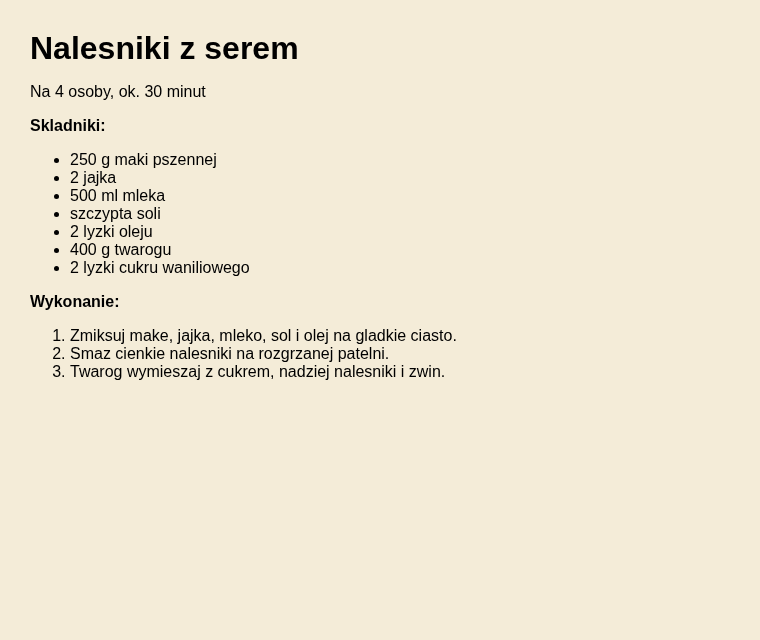 Nalesniki z serem
Na 4 osoby, ok. 30 minut
Skladniki:
• 250 g maki pszennej
• 2 jajka
• 500 ml mleka
• szczypta soli
• 2 lyzki oleju
• 400 g twarogu
• 2 lyzki cukru waniliowego
Wykonanie:
1. Zmiksuj make, jajka, mleko, sol i olej na gladkie ciasto.
2. Smaz cienkie nalesniki na rozgrzanej patelni.
3. Twarog wymieszaj z cukrem, nadziej nalesniki i zwin.